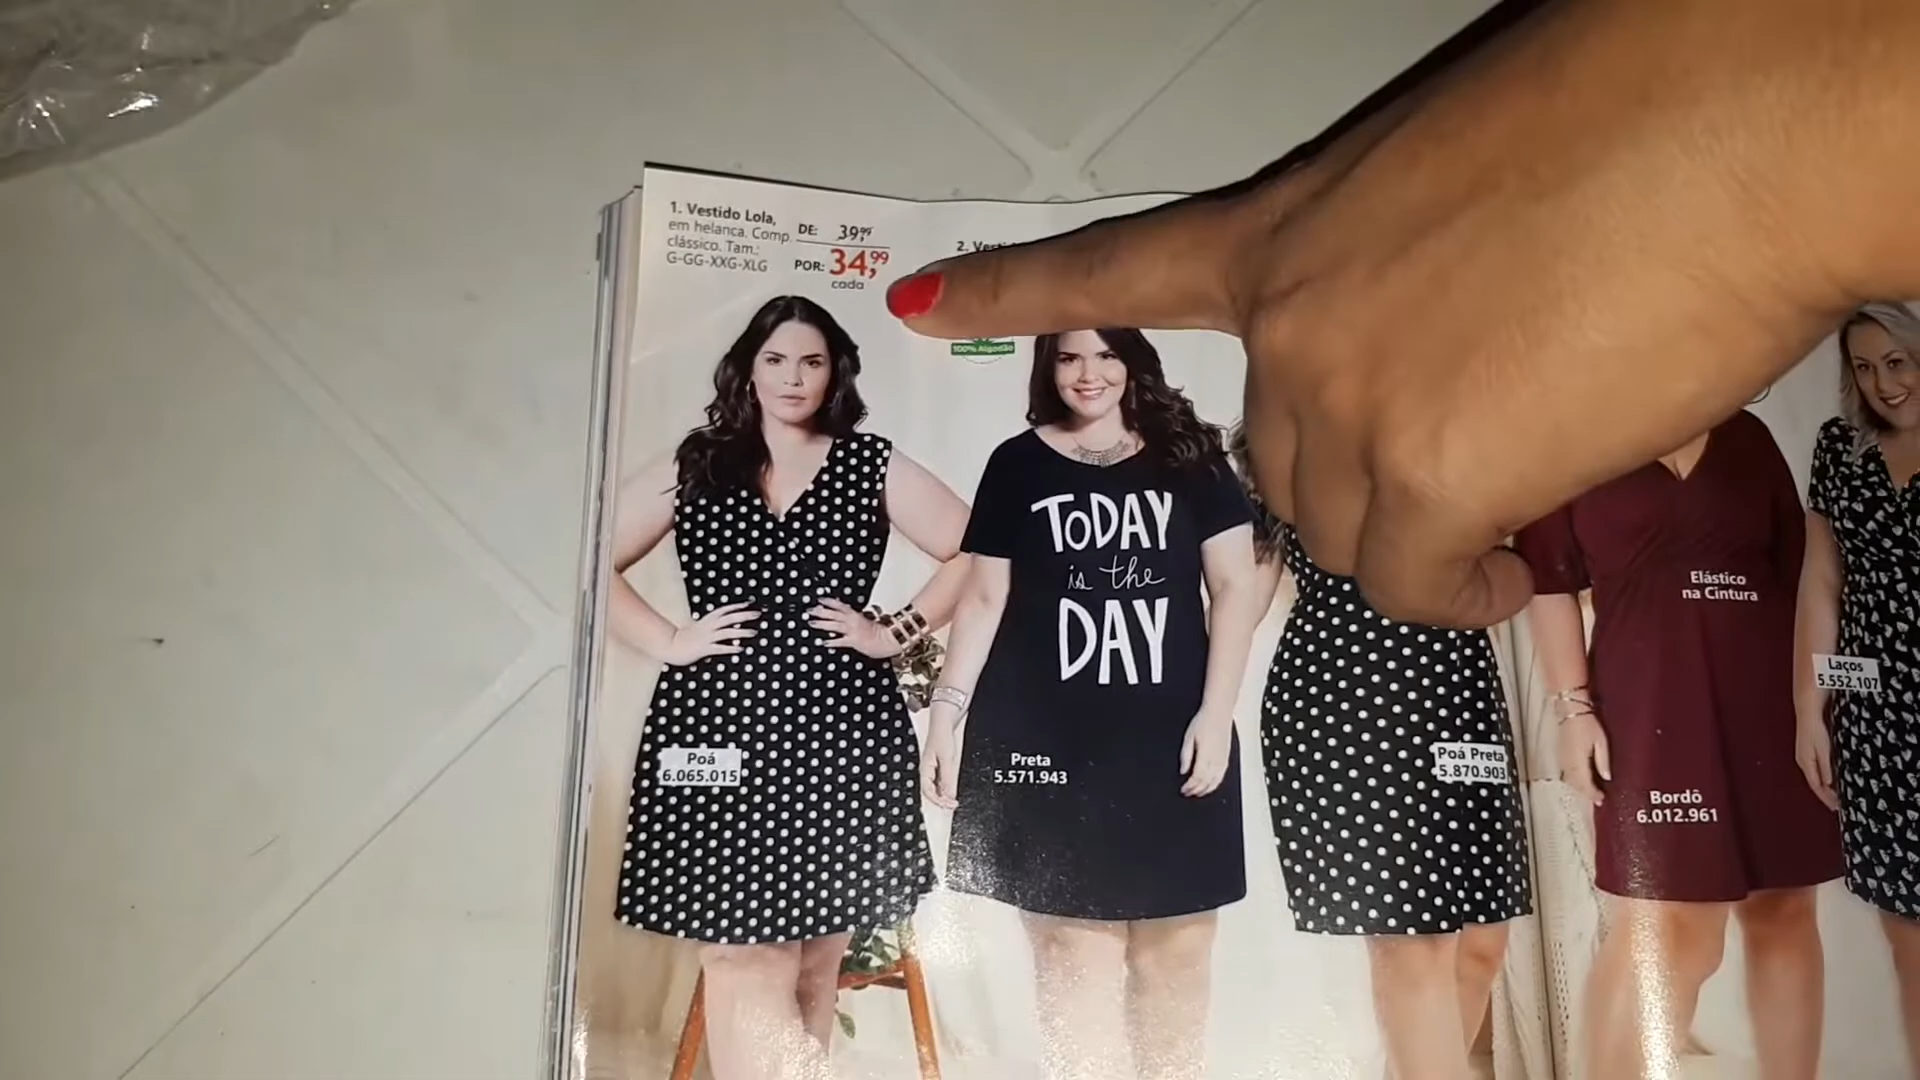 1. Vestido Lola,
em helanca. Comp.
clássico. Tam.:
G-GG-XXG-XLG
DE: 39,99
POR: 34,99
cada
2.
100% Algodão
TODAY
is the
DAY
Poá
6.065.015
Preta
5.571.943
Poá Preta
5.870.903
Elástico
na Cintura
Bordô
6.012.961
Laços
5.552.107